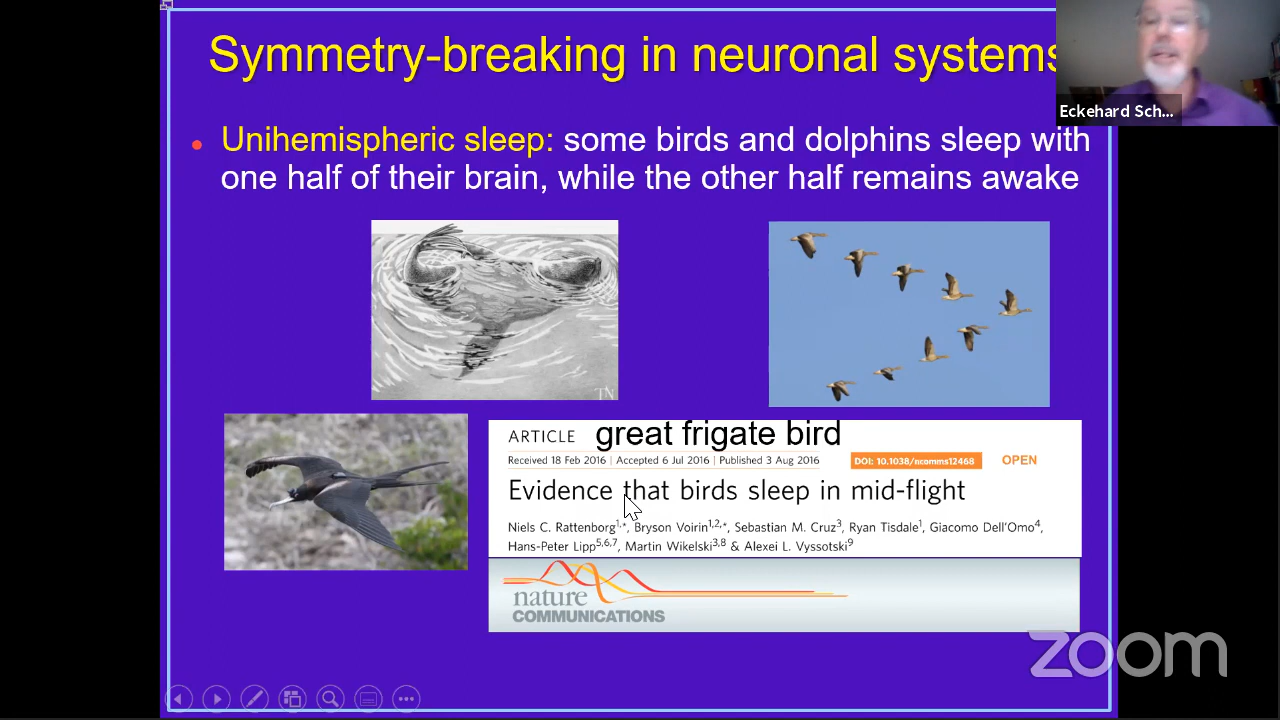 Symmetry-breaking in neuronal systems
Eckehard Sch...
• Unihemispheric sleep: some birds and dolphins sleep with
one half of their brain, while the other half remains awake
TN
ARTICLE great frigate bird
Received 18 Feb 2016 | Accepted 6 Jul 2016 | Published 3 Aug 2016 DOI: 10.1038/ncomms12468 OPEN
Evidence that birds sleep in mid-flight
Niels C. Rattenborg1,*, Bryson Voirin1,2,*, Sebastian M. Cruz3, Ryan Tisdale1, Giacomo Dell'Omo4,
Hans-Peter Lipp5,6,7, Martin Wikelski3,8 & Alexei L. Vyssotski9
nature
COMMUNICATIONS
zoom